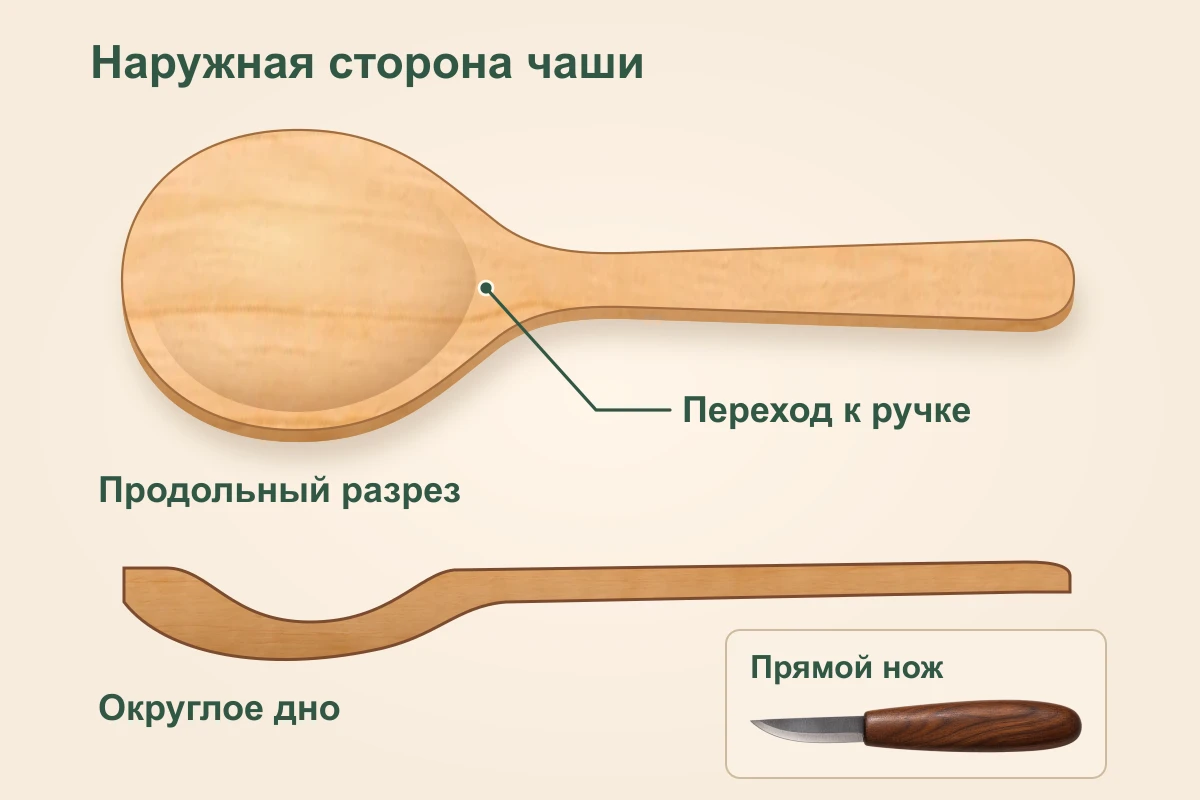 Наружная сторона чаши
Переход к ручке
Продольный разрез
Округлое дно
Прямой нож